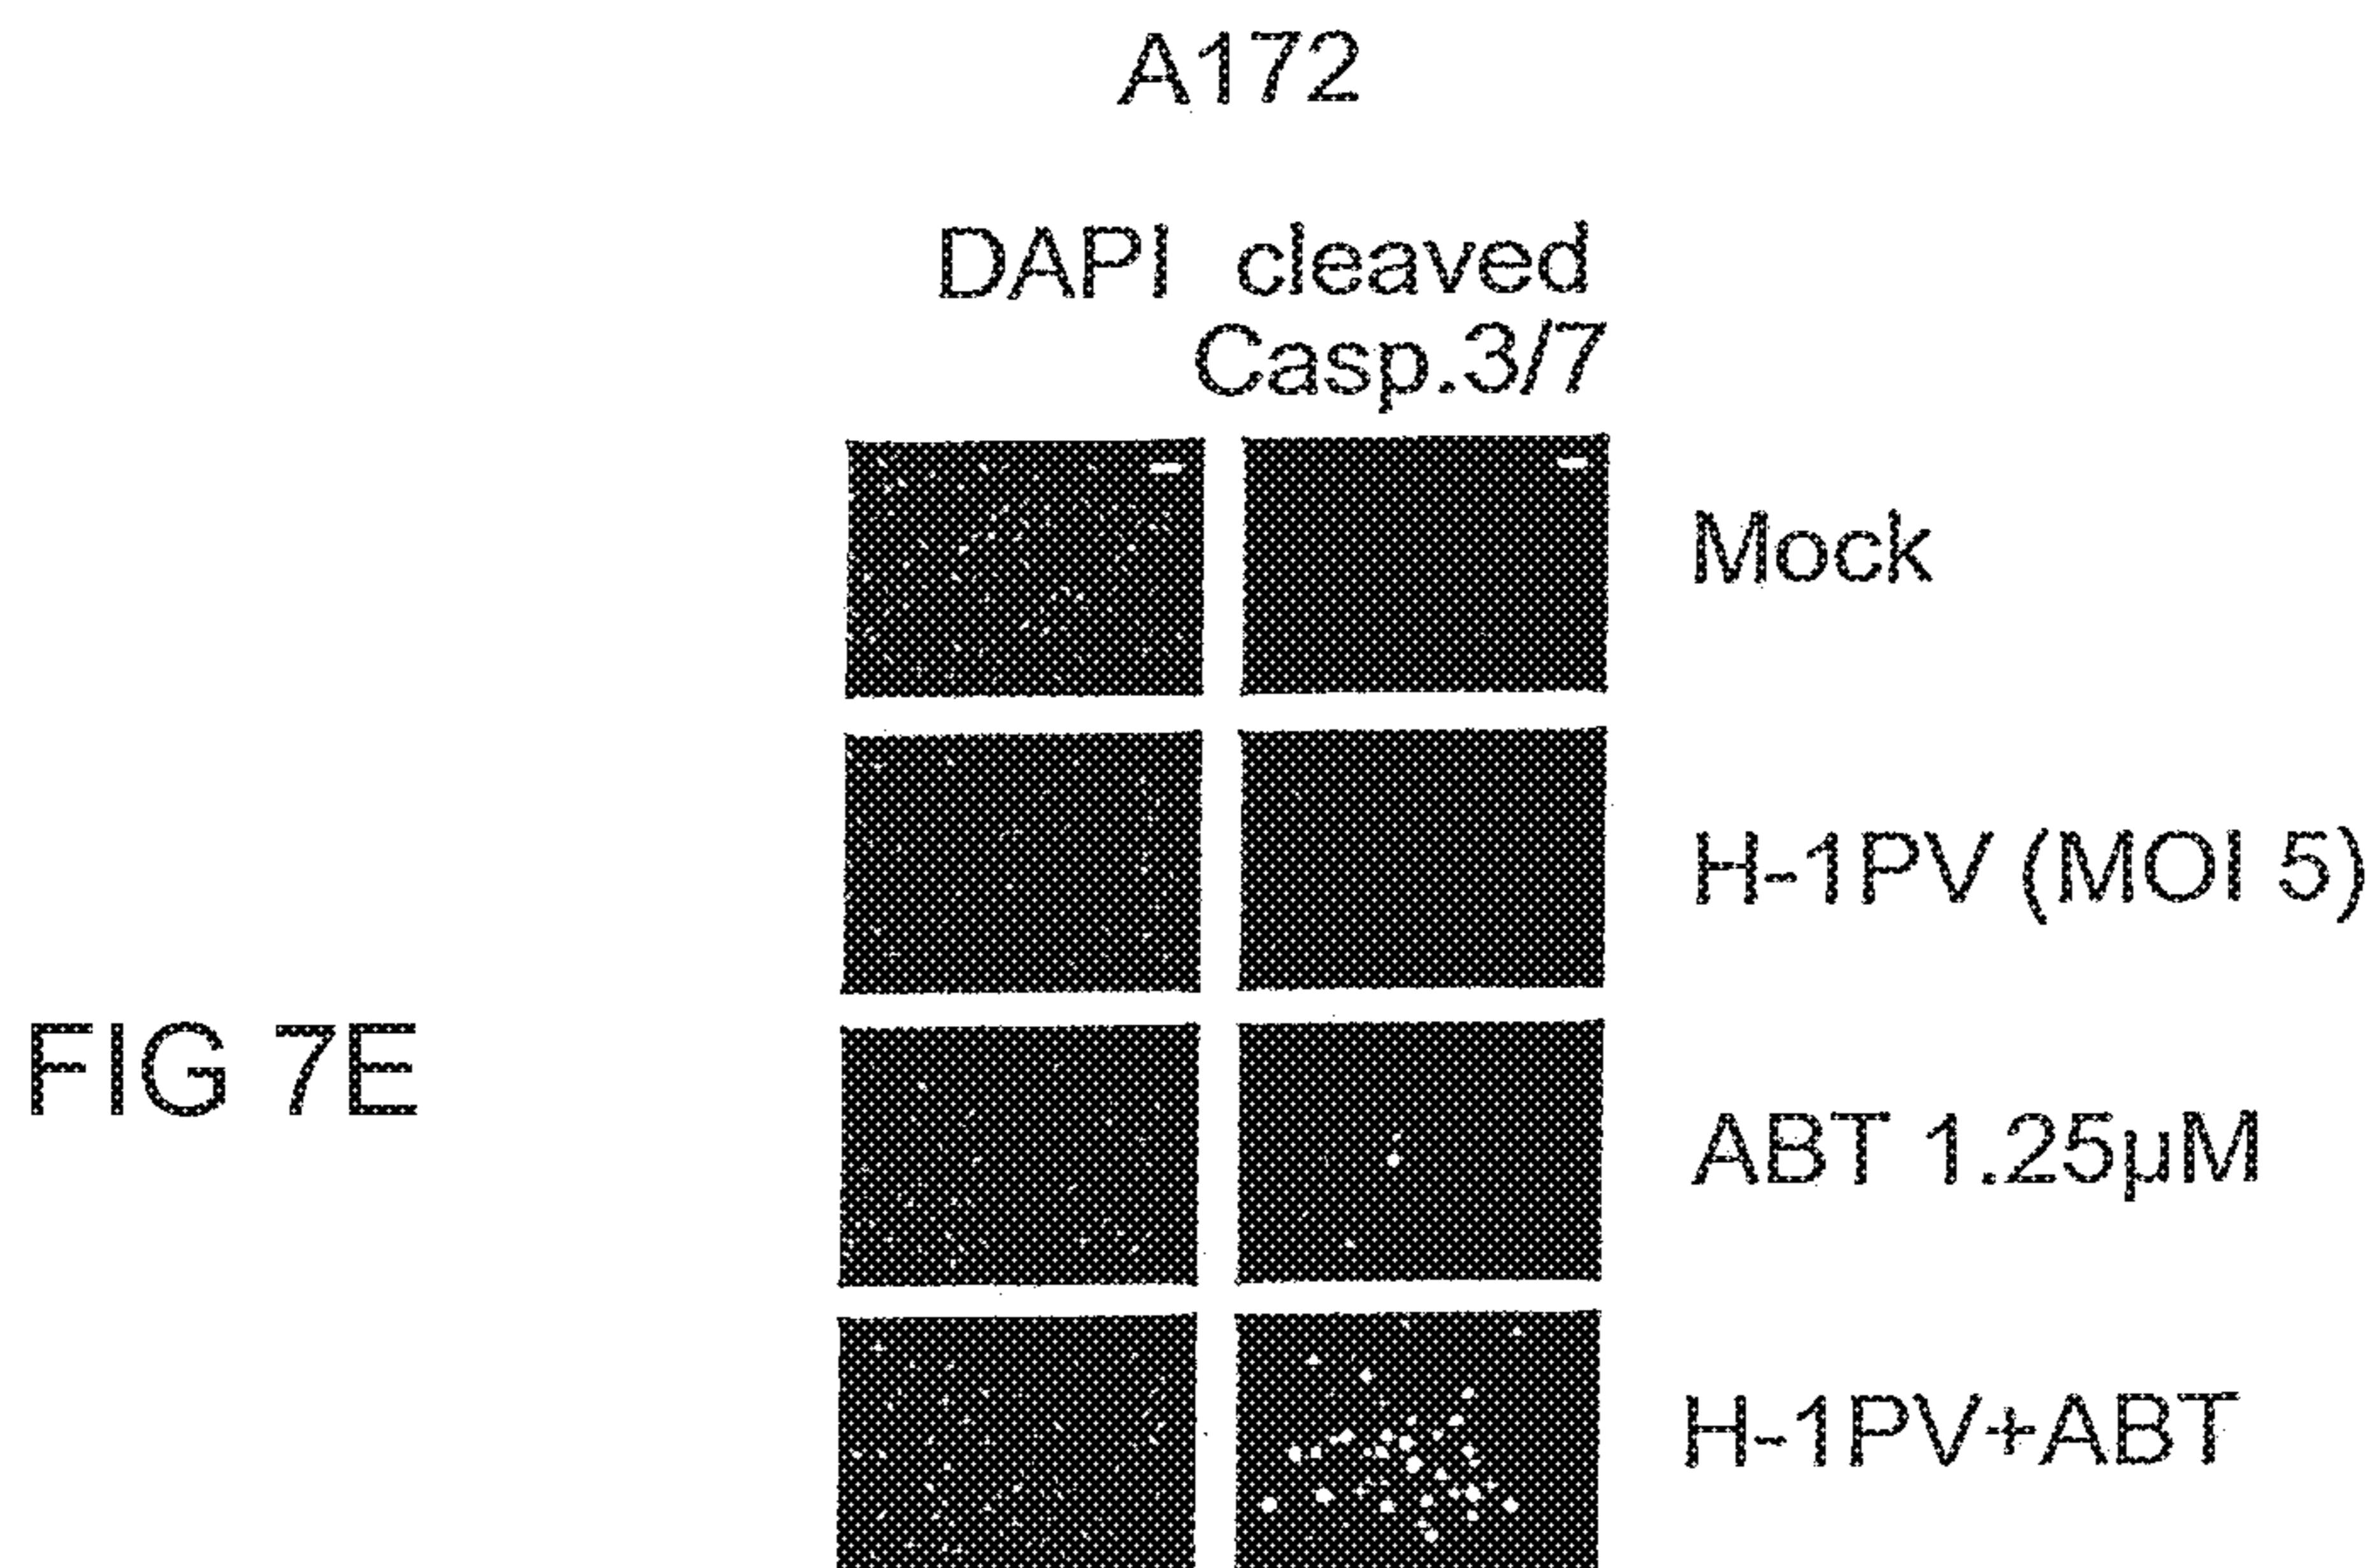 A172
DAPI cleaved
Casp.3/7
Mock
H-1PV (MOI 5)
FIG 7E
ABT 1.25µM
H-1PV+ABT